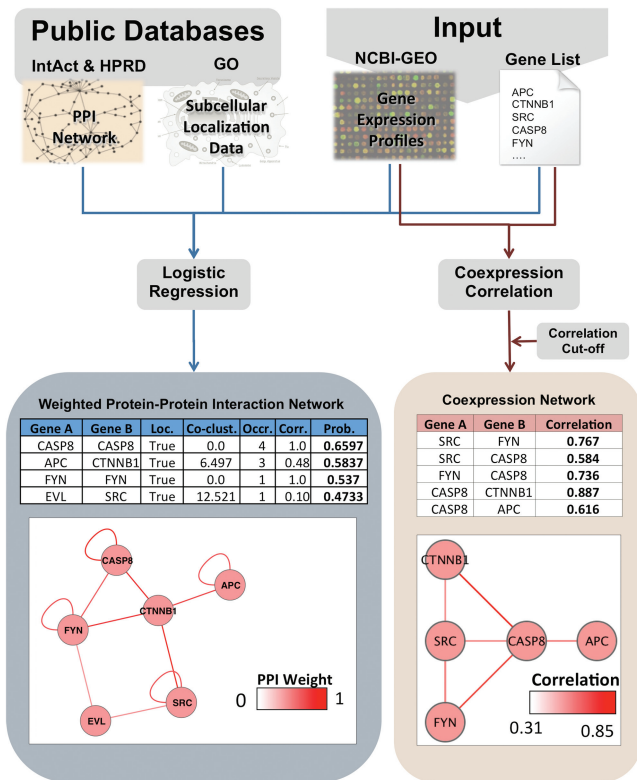 Public Databases
Input
IntAct & HPRD
GO
NCBI-GEO
Gene List
PPI
Network
Subcellular
Localization
Data
Gene
Expression
Profiles
APC
CTNNB1
SRC
CASP8
FYN
....
Logistic
Regression
Coexpression
Correlation
Correlation
Cut-off
Weighted Protein-Protein Interaction Network
Gene A Gene B Loc. Co-clust. Occr. Corr. Prob.
CASP8 CASP8 True 0.0 4 1.0 0.6597
APC CTNNB1 True 6.497 3 0.48 0.5837
FYN FYN True 0.0 1 1.0 0.537
EVL SRC True 12.521 1 0.10 0.4733
CASP8
APC
CTNNB1
FYN
SRC
EVL
PPI Weight
0 1
Coexpression Network
Gene A Gene B Correlation
SRC FYN 0.767
SRC CASP8 0.584
FYN CASP8 0.736
CASP8 CTNNB1 0.887
CASP8 APC 0.616
CTNNB1
SRC
CASP8
APC
FYN
Correlation
0.31 0.85